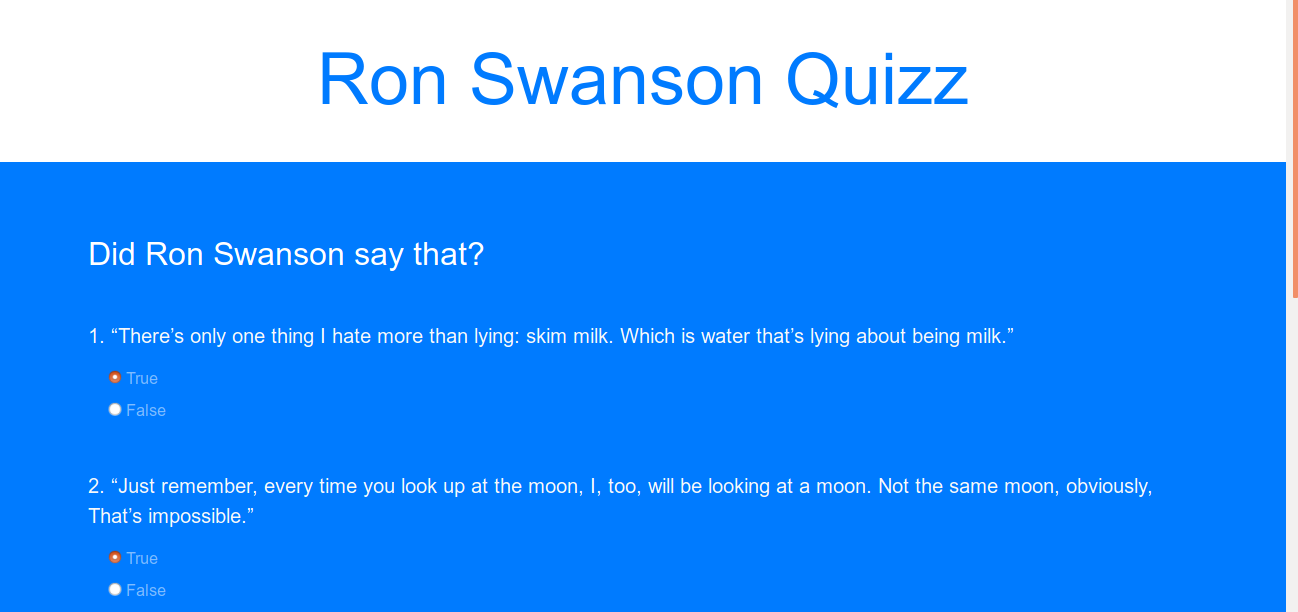 Ron Swanson Quizz
Did Ron Swanson say that?
1. “There’s only one thing I hate more than lying: skim milk. Which is water that’s lying about being milk.”
True
False
2. “Just remember, every time you look up at the moon, I, too, will be looking at a moon. Not the same moon, obviously,
That’s impossible.”
True
False